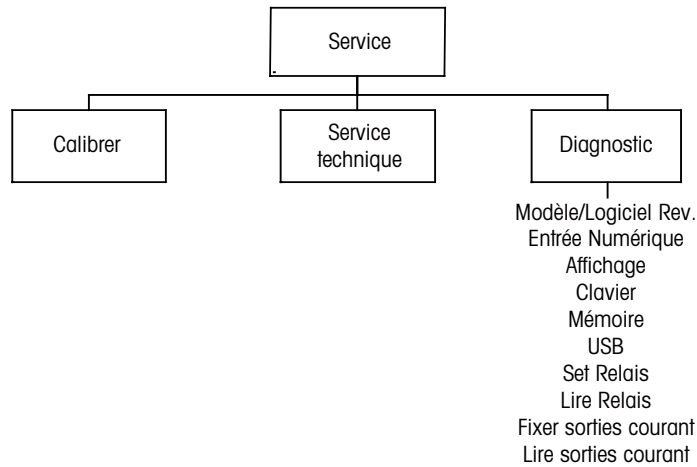 Service
Calibrer
Service
technique
Diagnostic
Modèle/Logiciel Rev.
Entrée Numérique
Affichage
Clavier
Mémoire
USB
Set Relais
Lire Relais
Fixer sorties courant
Lire sorties courant